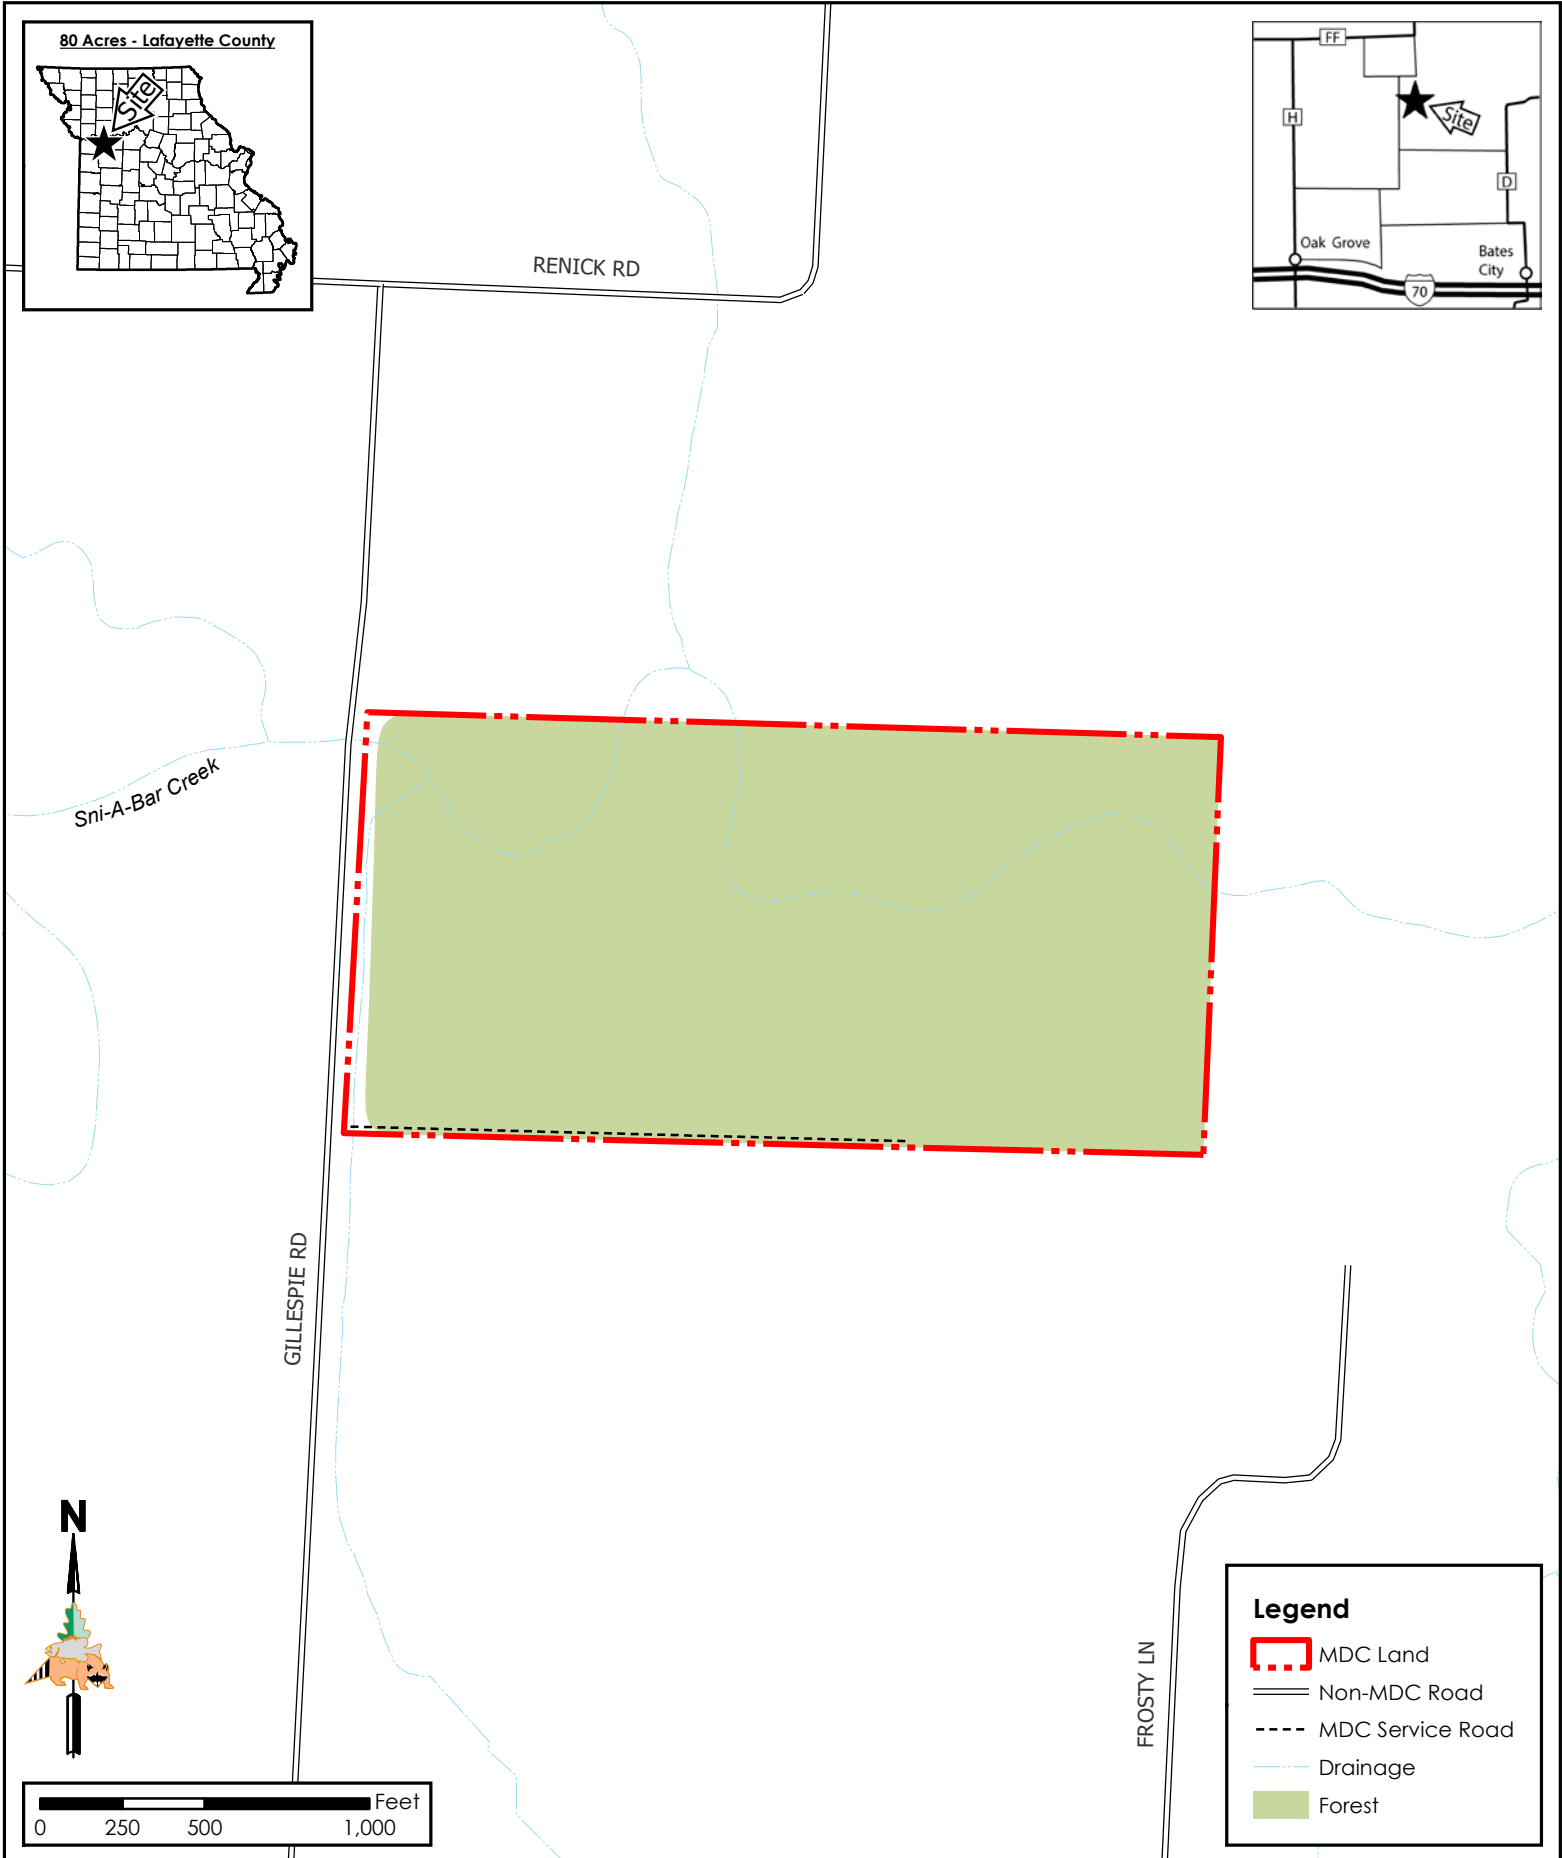 80 Acres - Lafayette County
Site
FF
H
Site
D
Oak Grove
Bates
City
70
RENICK RD
Sni-A-Bar Creek
GILLESPIE RD
FROSTY LN
N
Feet
0 250 500 1,000
Legend
MDC Land
Non-MDC Road
MDC Service Road
Drainage
Forest